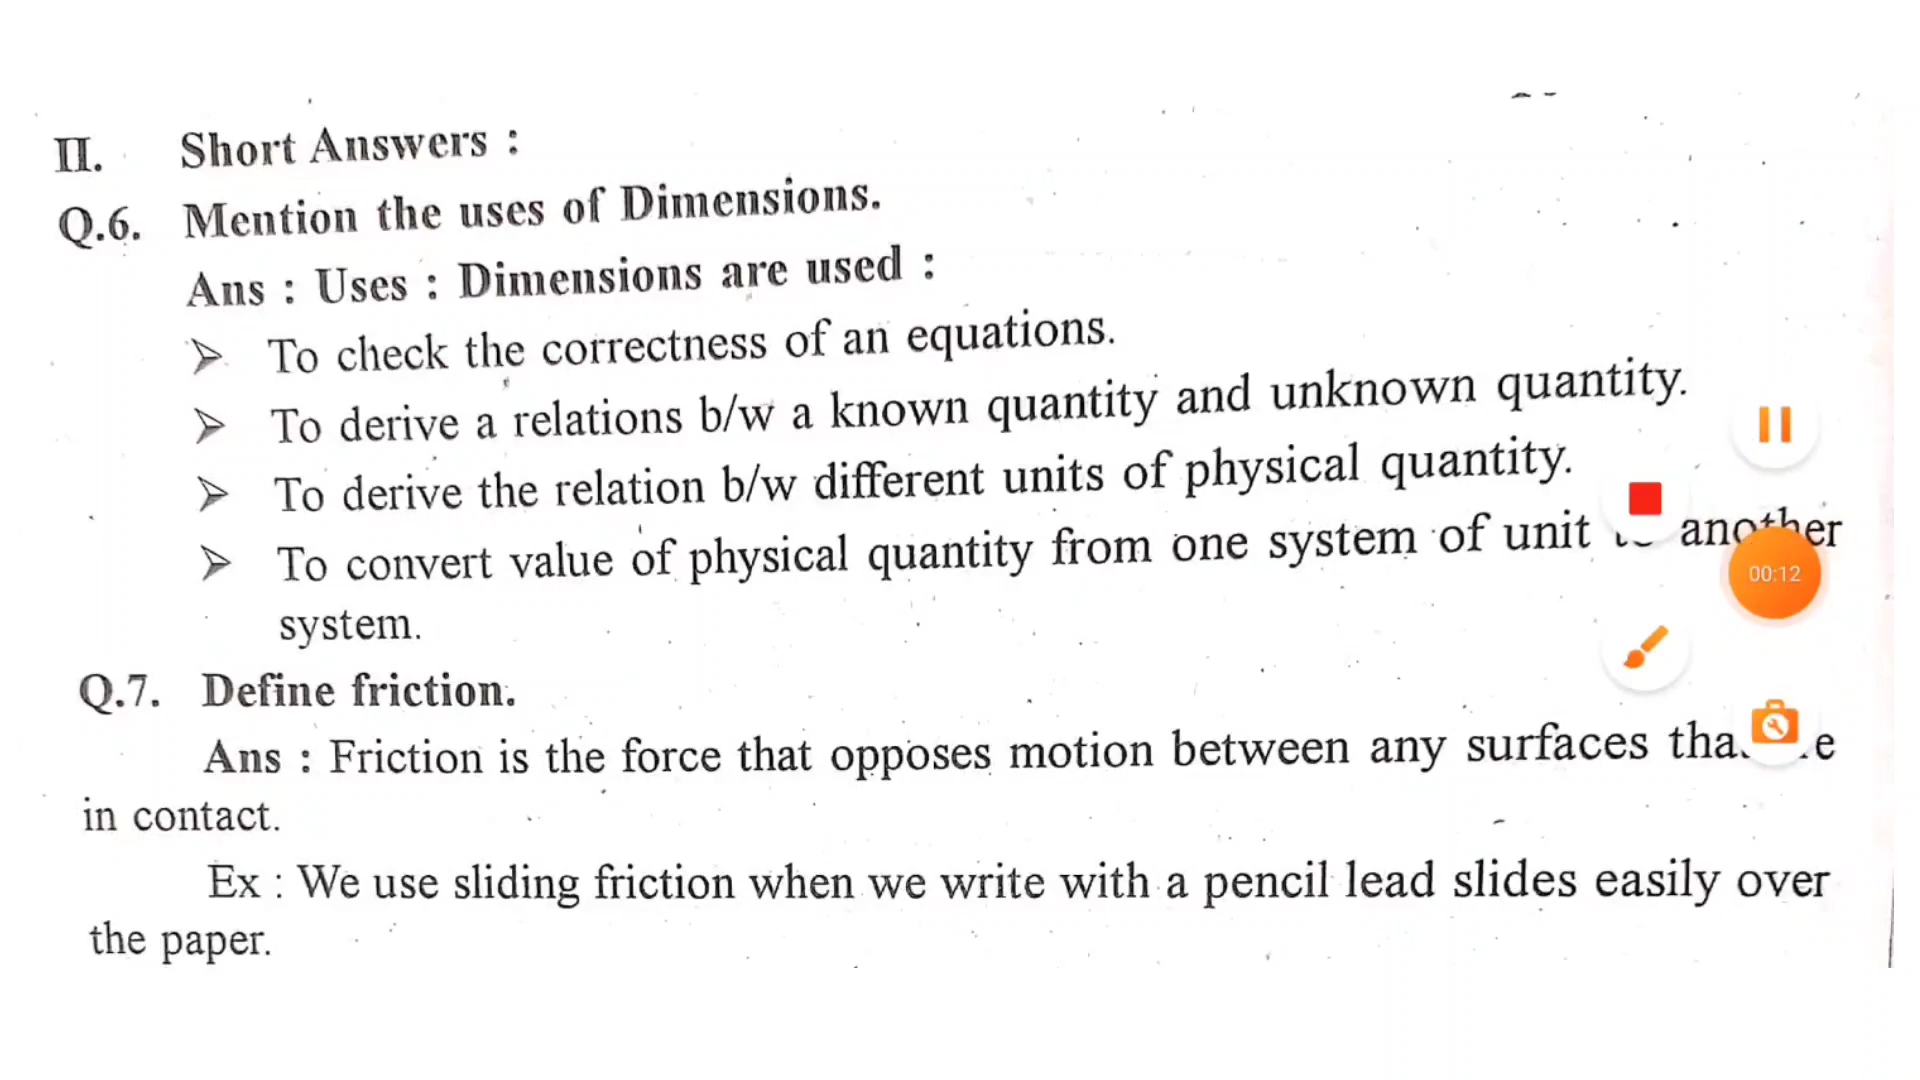 II. Short Answers :
Q.6. Mention the uses of Dimensions.
Ans : Uses : Dimensions are used :
➢ To check the correctness of an equations.
➢ To derive a relations b/w a known quantity and unknown quantity.
➢ To derive the relation b/w different units of physical quantity.
➢ To convert value of physical quantity from one system of unit another
system.
00:12
Q.7. Define friction.
Ans : Friction is the force that opposes motion between any surfaces
in contact.
Ex : We use sliding friction when we write with a pencil lead slides easily over
the paper.